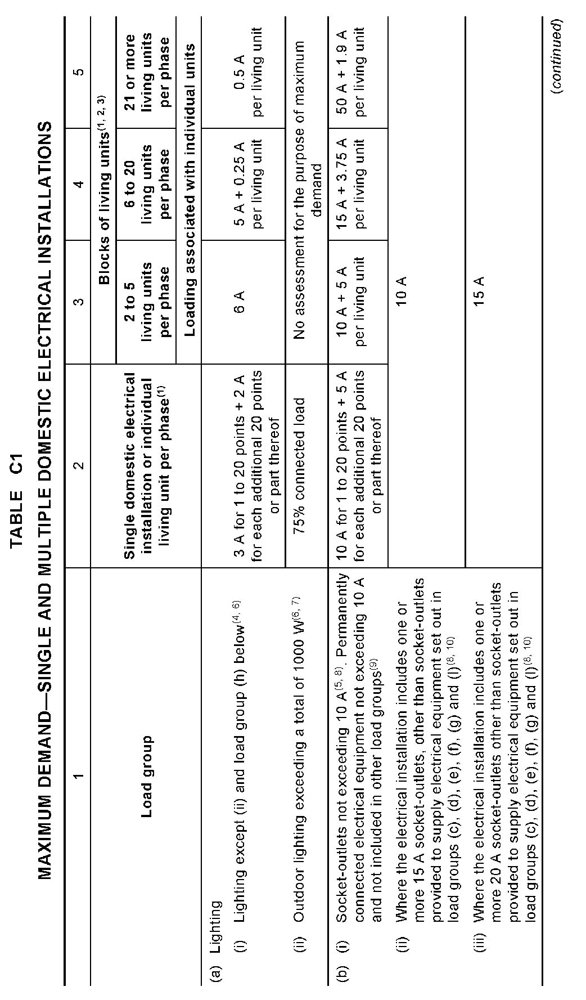 TABLE C1
MAXIMUM DEMAND—SINGLE AND MULTIPLE DOMESTIC ELECTRICAL INSTALLATIONS
1 2 3 4 5
Load group
Single domestic electrical
installation or individual
living unit per phase(1)
Blocks of living units(1, 2, 3)
2 to 5
living units
per phase
6 to 20
living units
per phase
21 or more
living units
per phase
Loading associated with individual units
(a) Lighting
(i) Lighting except (ii) and load group (h) below(4, 6)
3 A for 1 to 20 points + 2 A
for each additional 20 points
or part thereof
6 A
5 A + 0.25 A
per living unit
0.5 A
per living unit
(ii) Outdoor lighting exceeding a total of 1000 W(6, 7)
75% connected load
No assessment for the purpose of maximum
demand
(b) (i) Socket-outlets not exceeding 10 A(5, 8). Permanently
connected electrical equipment not exceeding 10 A
and not included in other load groups(9)
10 A for 1 to 20 points + 5 A
for each additional 20 points
or part thereof
10 A + 5 A
per living unit
15 A + 3.75 A
per living unit
50 A + 1.9 A
per living unit
(ii) Where the electrical installation includes one or
more 15 A socket-outlets, other than socket-outlets
provided to supply electrical equipment set out in
load groups (c), (d), (e), (f), (g) and (l)(8, 10)
10 A
(iii) Where the electrical installation includes one or
more 20 A socket-outlets other than socket-outlets
provided to supply electrical equipment set out in
load groups (c), (d), (e), (f), (g) and (l)(8, 10)
15 A
(continued)